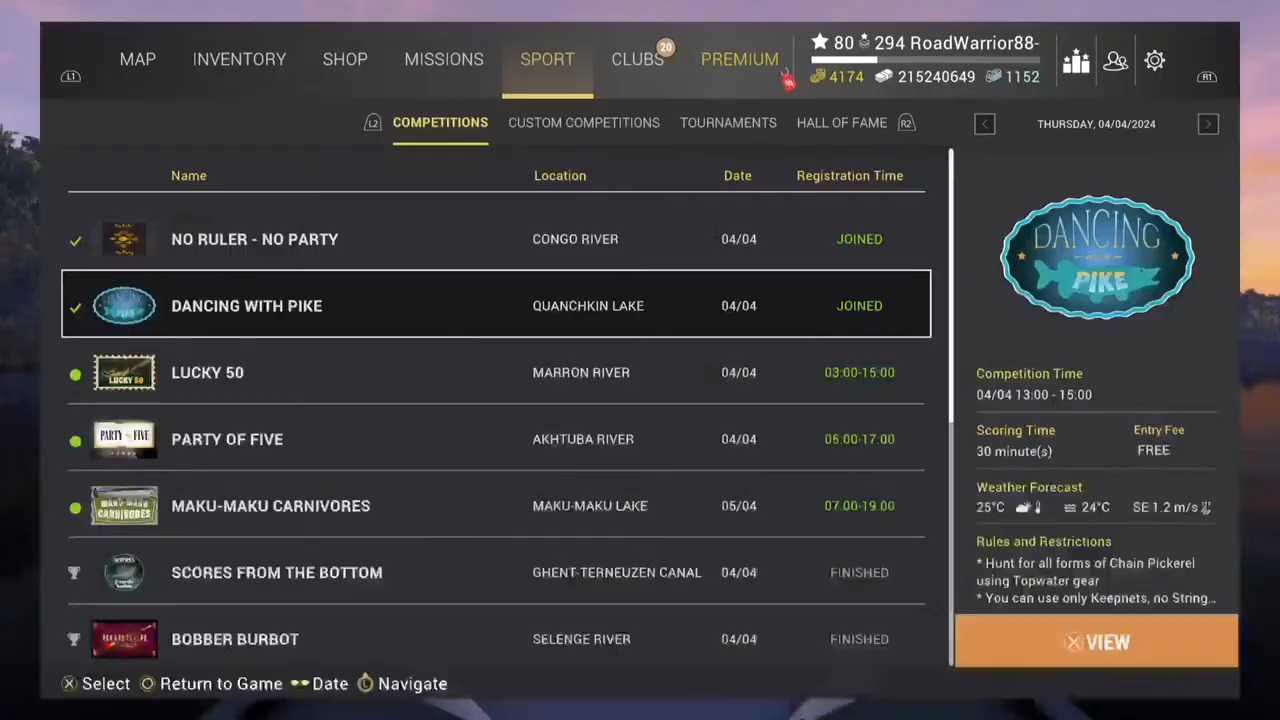 L1
MAP
INVENTORY
SHOP
MISSIONS
SPORT
CLUBS
20
PREMIUM
80 294 RoadWarrior88-
4174 215240649 1152
R1
L2
COMPETITIONS
CUSTOM COMPETITIONS
TOURNAMENTS
HALL OF FAME
R2
< THURSDAY, 04/04/2024 >
Name Location Date Registration Time
NO RULER - NO PARTY CONGO RIVER 04/04 JOINED
DANCING WITH PIKE QUANCHKIN LAKE 04/04 JOINED
LUCKY 50 MARRON RIVER 04/04 03:00-15:00
PARTY OF FIVE AKHTUBA RIVER 04/04 05:00-17:00
MAKU-MAKU CARNIVORES MAKU-MAKU LAKE 05/04 07:00-19:00
SCORES FROM THE BOTTOM GHENT-TERNEUZEN CANAL 04/04 FINISHED
BOBBER BURBOT SELENGE RIVER 04/04 FINISHED
DANCING
WITH
PIKE
Competition Time
04/04 13:00 - 15:00
Scoring Time Entry Fee
30 minute(s) FREE
Weather Forecast
25°C 24°C SE 1.2 m/s
Rules and Restrictions
* Hunt for all forms of Chain Pickerel
using Topwater gear
* You can use only Keepnets, no String...
VIEW
Select Return to Game Date Navigate